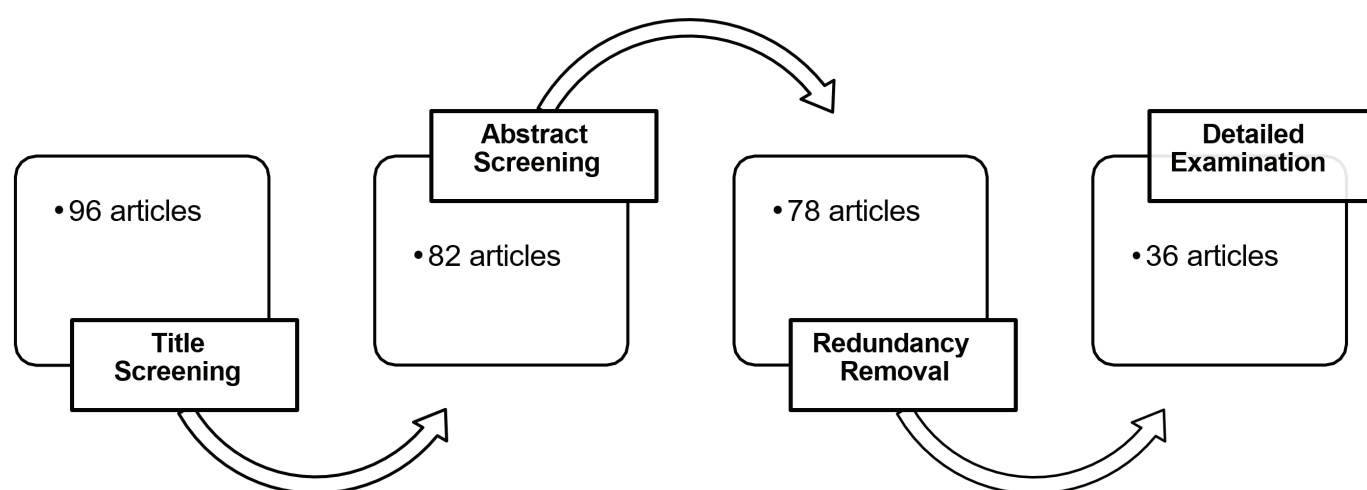 • 96 articles
Title
Screening
Abstract
Screening
• 82 articles
• 78 articles
Redundancy
Removal
Detailed
Examination
• 36 articles